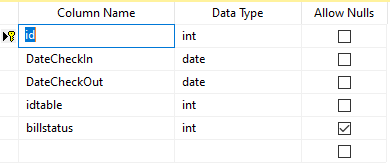 Column Name Data Type Allow Nulls
id int
DateCheckIn date
DateCheckOut date
idtable int
billstatus int